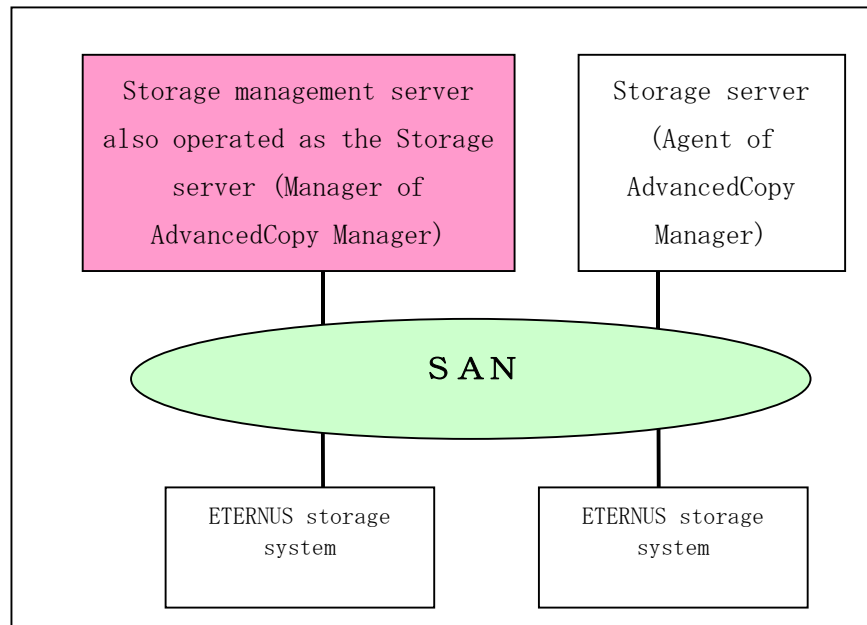 Storage management server
also operated as the Storage
server (Manager of
AdvancedCopy Manager)
Storage server
(Agent of
AdvancedCopy
Manager)
SAN
ETERNUS storage
system
ETERNUS storage
system